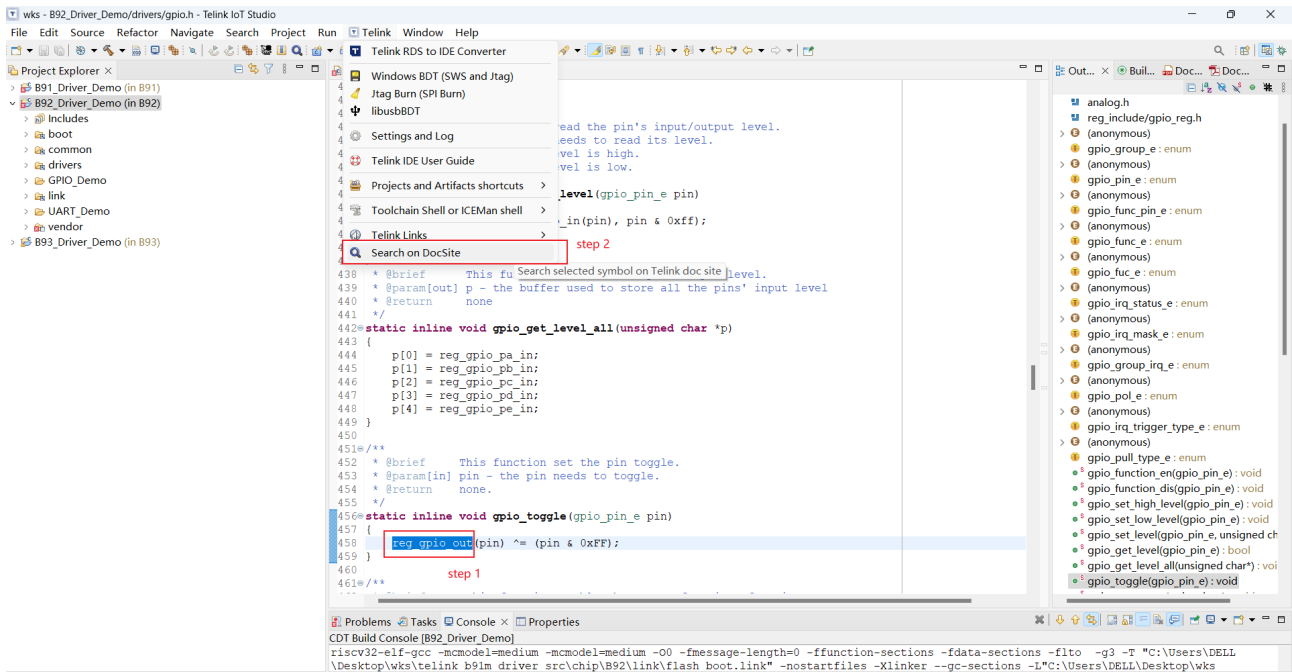 wks - B92_Driver_Demo/drivers/gpio.h - Telink IoT Studio
File Edit Source Refactor Navigate Search Project Run Telink Window Help
Project Explorer
B91_Driver_Demo (in B91)
B92_Driver_Demo (in B92)
Includes
boot
common
drivers
GPIO_Demo
link
UART_Demo
vendor
B93_Driver_Demo (in B93)
Telink RDS to IDE Converter
Windows BDT (SWS and Jtag)
Jtag Burn (SPI Burn)
libusbBDT
Settings and Log
Telink IDE User Guide
Projects and Artifacts shortcuts
Toolchain Shell or ICEMan shell
Telink Links
Search on DocSite
step 2
Search selected symbol on Telink doc site
ead the pin's input/output level.
eeds to read its level.
vel is high.
vel is low.
level(gpio_pin_e pin)
_in(pin), pin & 0xff);
438 * @brief This fu level.
439 * @param[out] p - the buffer used to store all the pins' input level
440 * @return none
441 */
442 static inline void gpio_get_level_all(unsigned char *p)
443 {
444 p[0] = reg_gpio_pa_in;
445 p[1] = reg_gpio_pb_in;
446 p[2] = reg_gpio_pc_in;
447 p[3] = reg_gpio_pd_in;
448 p[4] = reg_gpio_pe_in;
449 }
450
451 /**
452 * @brief This function set the pin toggle.
453 * @param[in] pin - the pin needs to toggle.
454 * @return none.
455 */
456 static inline void gpio_toggle(gpio_pin_e pin)
457 {
458 reg_gpio_out(pin) ^= (pin & 0xFF);
459 }
460
step 1
461 /**
Out... Buil... Doc... Doc...
analog.h
reg_include/gpio_reg.h
(anonymous)
gpio_group_e : enum
(anonymous)
gpio_pin_e : enum
(anonymous)
gpio_func_pin_e : enum
(anonymous)
gpio_func_e : enum
(anonymous)
gpio_fuc_e : enum
(anonymous)
gpio_irq_status_e : enum
(anonymous)
gpio_irq_mask_e : enum
(anonymous)
gpio_group_irq_e : enum
(anonymous)
gpio_pol_e : enum
(anonymous)
gpio_irq_trigger_type_e : enum
(anonymous)
gpio_pull_type_e : enum
gpio_function_en(gpio_pin_e) : void
gpio_function_dis(gpio_pin_e) : void
gpio_set_high_level(gpio_pin_e) : void
gpio_set_low_level(gpio_pin_e) : void
gpio_set_level(gpio_pin_e, unsigned ch
gpio_get_level(gpio_pin_e) : bool
gpio_get_level_all(unsigned char*) : voi
gpio_toggle(gpio_pin_e) : void
Problems Tasks Console Properties
CDT Build Console [B92_Driver_Demo]
riscv32-elf-gcc -mcmodel=medium -mcmodel=medium -O0 -fmessage-length=0 -ffunction-sections -fdata-sections -flto -g3 -T "C:\Users\DELL
\Desktop\wks\telink_b91m_driver_src\chip\B92\link\flash_boot.link" -nostartfiles -Xlinker --gc-sections -L"C:\Users\DELL\Desktop\wks